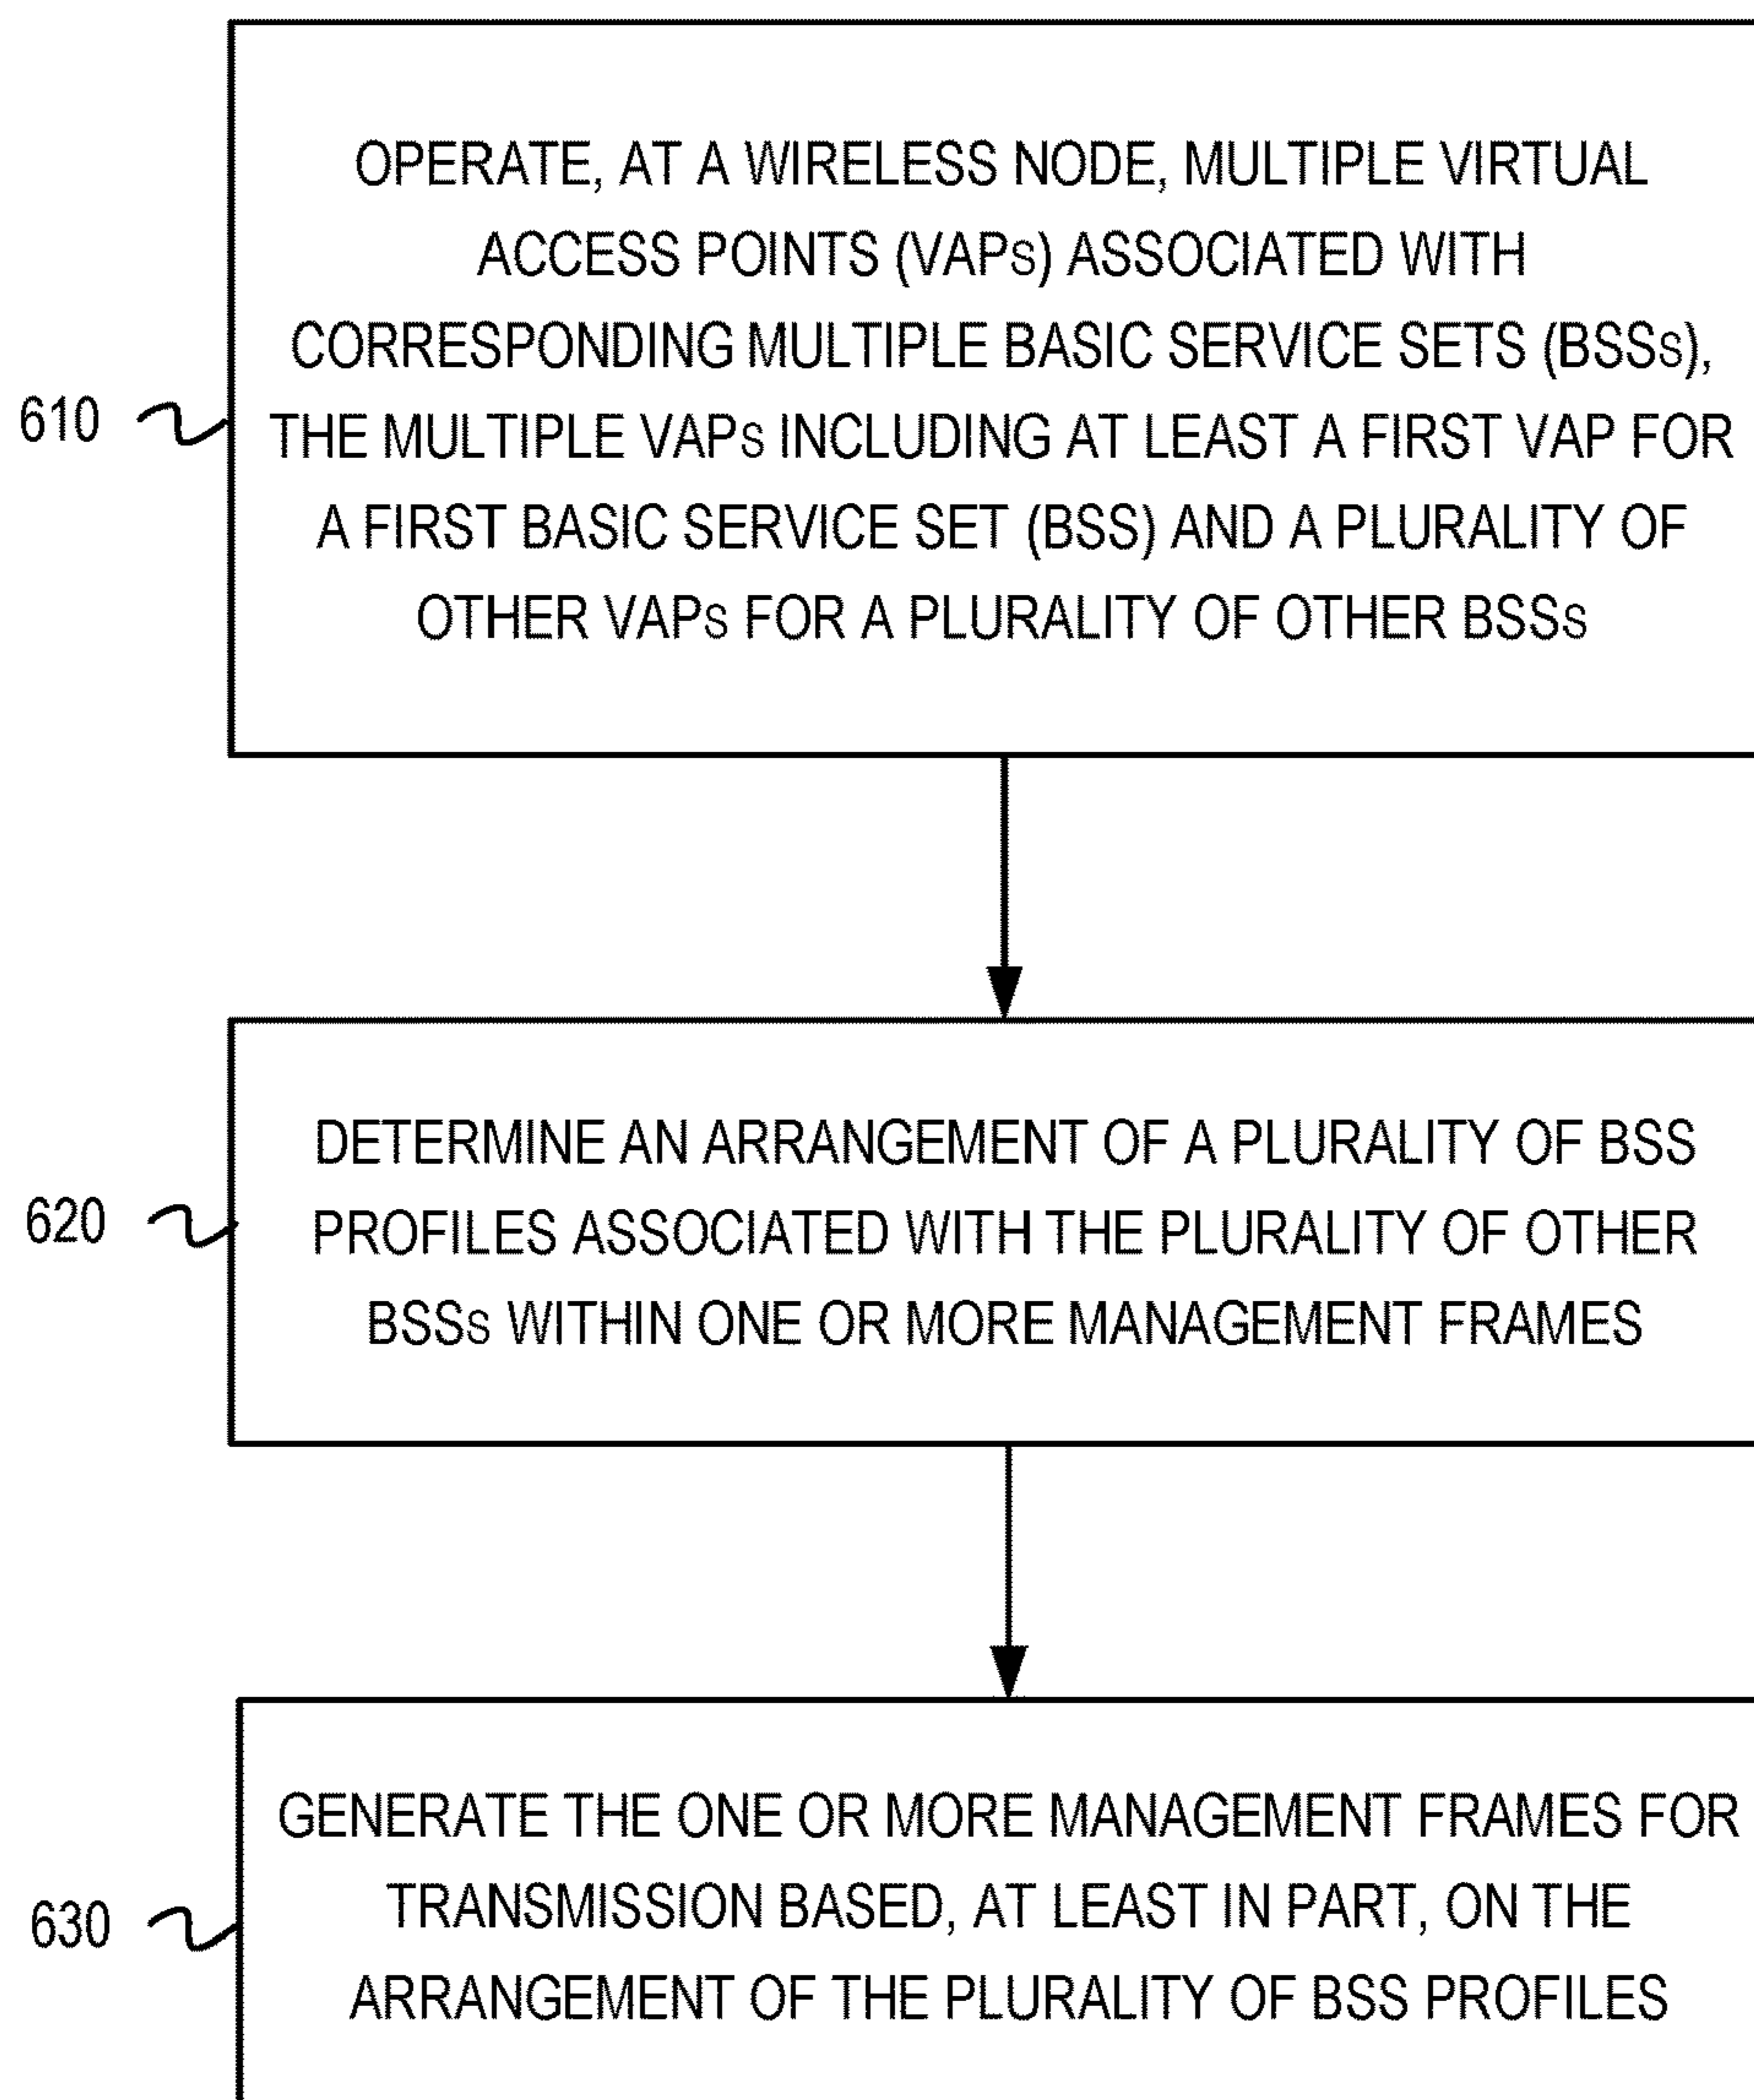 OPERATE, AT A WIRELESS NODE, MULTIPLE VIRTUAL
ACCESS POINTS (VAPs) ASSOCIATED WITH
CORRESPONDING MULTIPLE BASIC SERVICE SETS (BSSs),
610 THE MULTIPLE VAPs INCLUDING AT LEAST A FIRST VAP FOR
A FIRST BASIC SERVICE SET (BSS) AND A PLURALITY OF
OTHER VAPs FOR A PLURALITY OF OTHER BSSs
DETERMINE AN ARRANGEMENT OF A PLURALITY OF BSS
620 PROFILES ASSOCIATED WITH THE PLURALITY OF OTHER
BSSs WITHIN ONE OR MORE MANAGEMENT FRAMES
GENERATE THE ONE OR MORE MANAGEMENT FRAMES FOR
630 TRANSMISSION BASED, AT LEAST IN PART, ON THE
ARRANGEMENT OF THE PLURALITY OF BSS PROFILES